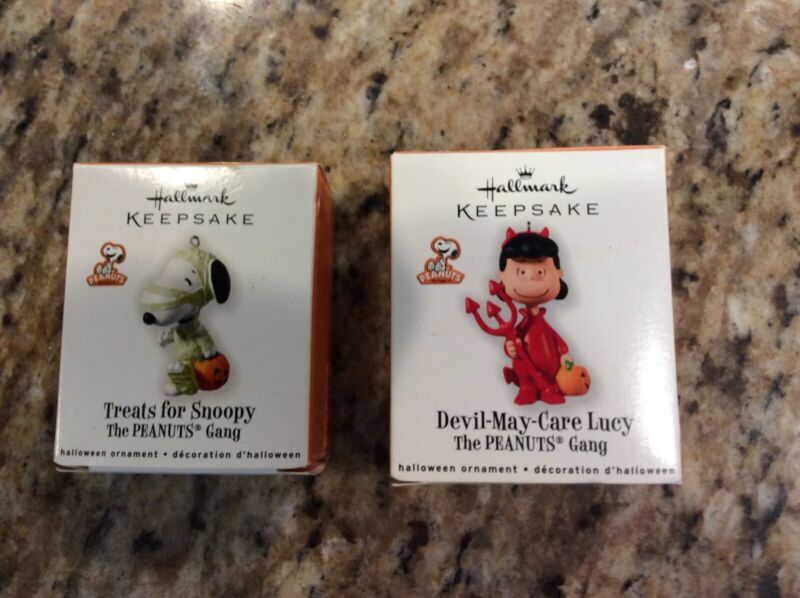 Hallmark
KEEPSAKE
PEANUTS
Treats for Snoopy
The PEANUTS® Gang
halloween ornament • décoration d'halloween
Hallmark
KEEPSAKE
PEANUTS
Devil-May-Care Lucy
The PEANUTS® Gang
halloween ornament • décoration d'halloween